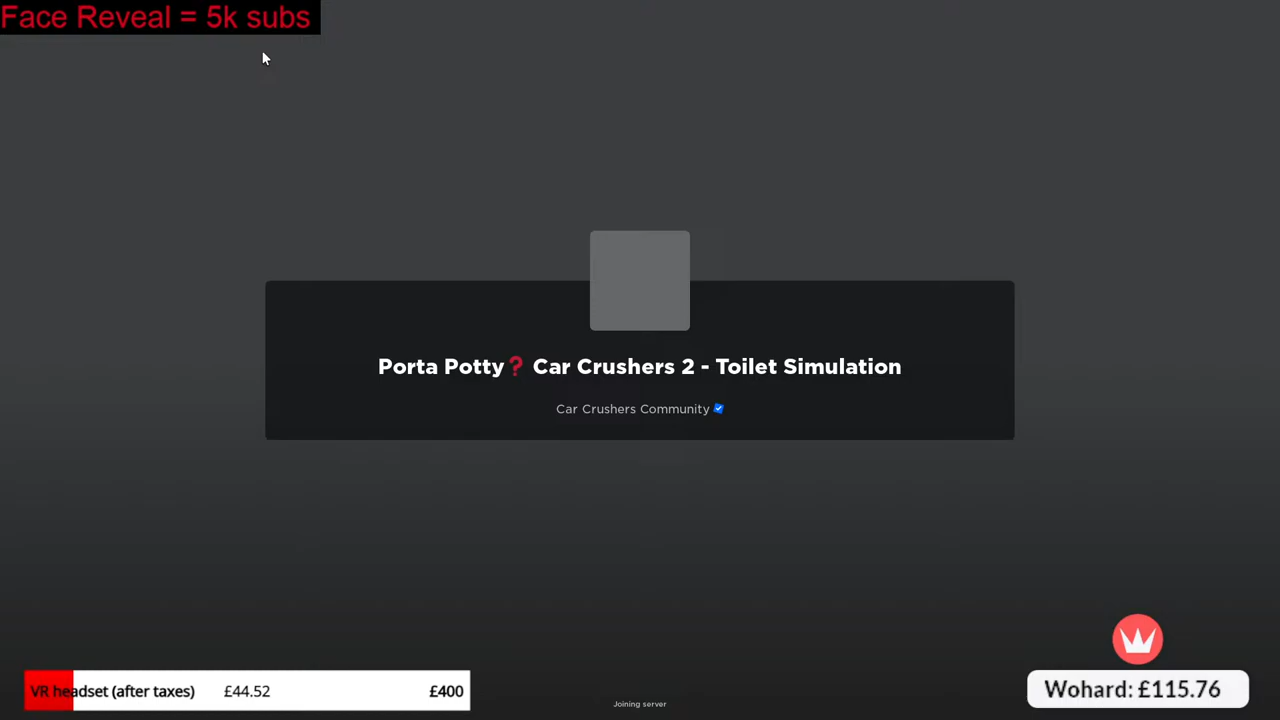 Face Reveal = 5k subs
Porta Potty❓ Car Crushers 2 - Toilet Simulation
Car Crushers Community
VR headset (after taxes) £44.52 £400
Wohard: £115.76
Joining server